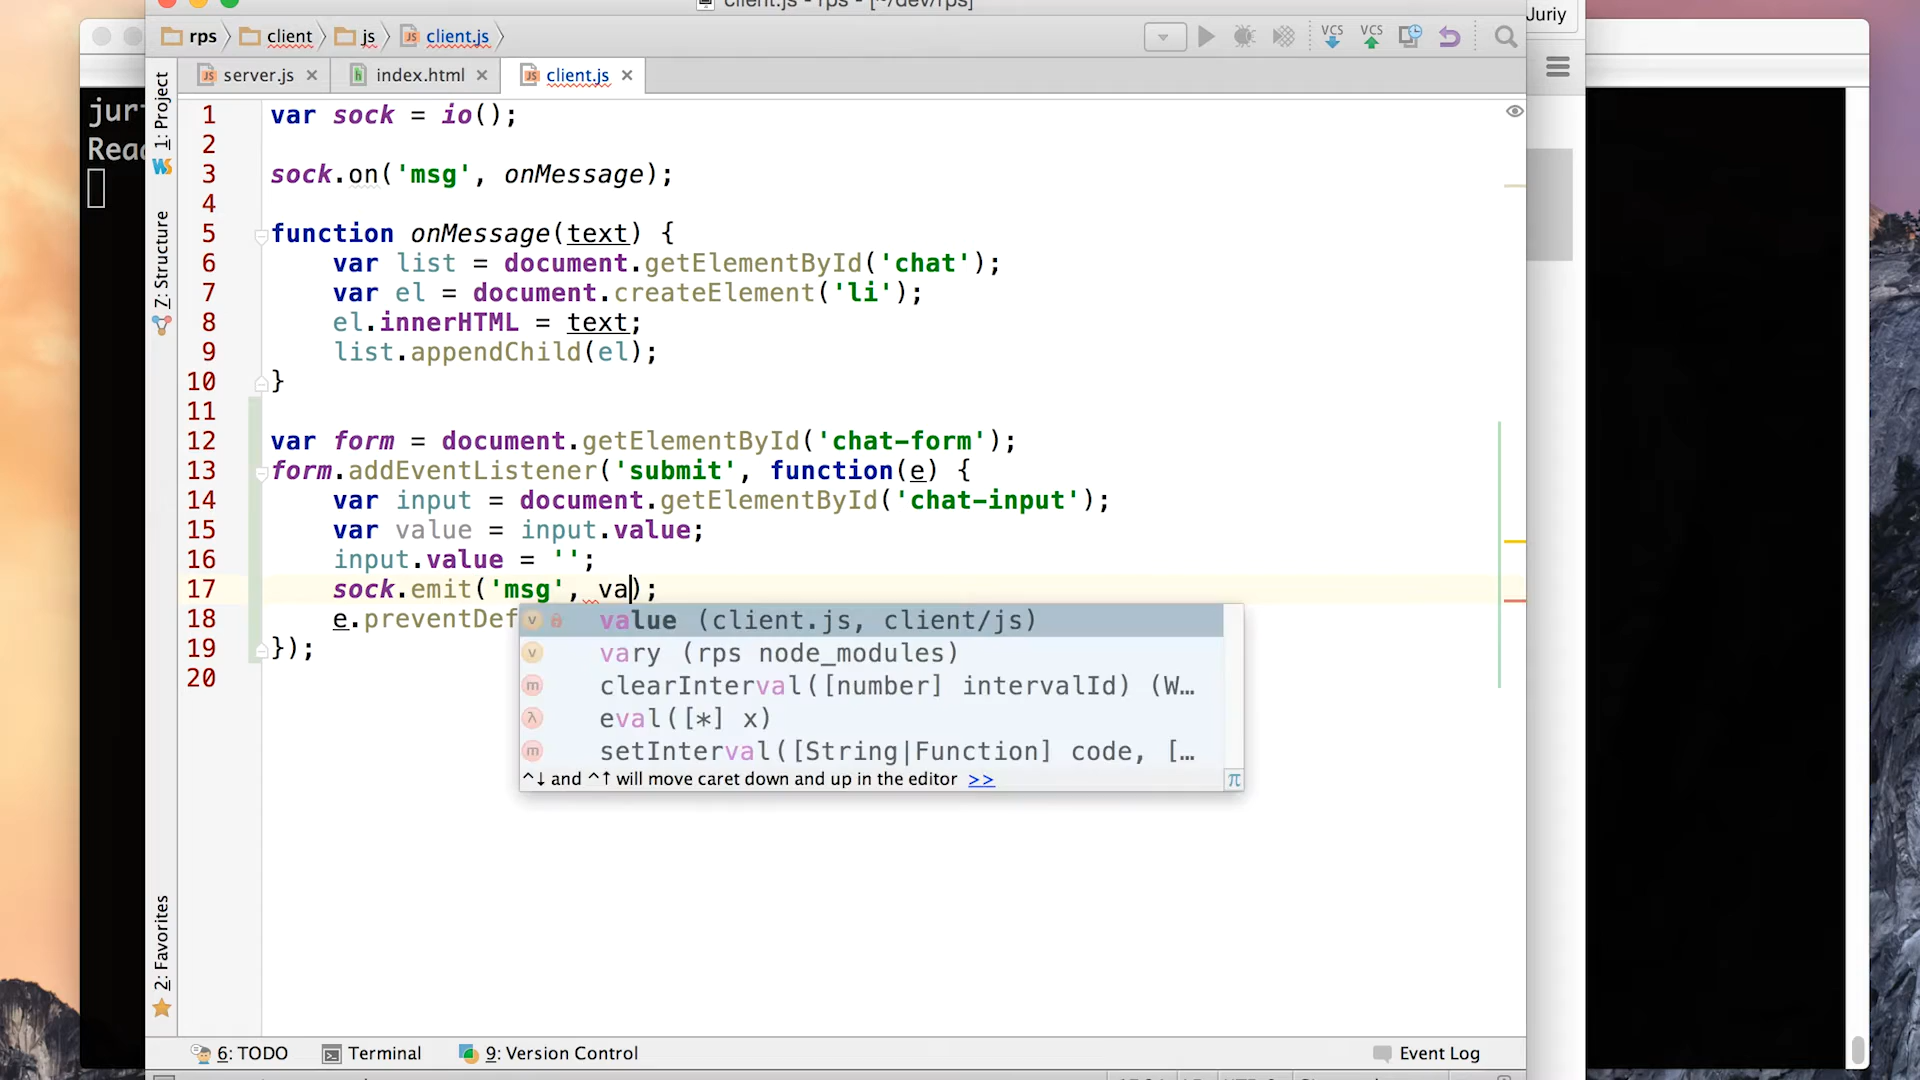 client.js - rps - [~/dev/rps]
Juriy
rps client js client.js
VCS VCS
server.js index.html client.js
jur
Read
1: Project
7: Structure
2: Favorites
1 var sock = io();
2
3 sock.on('msg', onMessage);
4
5 function onMessage(text) {
6 var list = document.getElementById('chat');
7 var el = document.createElement('li');
8 el.innerHTML = text;
9 list.appendChild(el);
10 }
11
12 var form = document.getElementById('chat-form');
13 form.addEventListener('submit', function(e) {
14 var input = document.getElementById('chat-input');
15 var value = input.value;
16 input.value = '';
17 sock.emit('msg', va);
18 e.preventDef
19 });
20
value (client.js, client/js)
vary (rps node_modules)
clearInterval([number] intervalId) (W…
eval([*] x)
setInterval([String|Function] code, […
^↓ and ^↑ will move caret down and up in the editor >>
π
6: TODO Terminal 9: Version Control Event Log